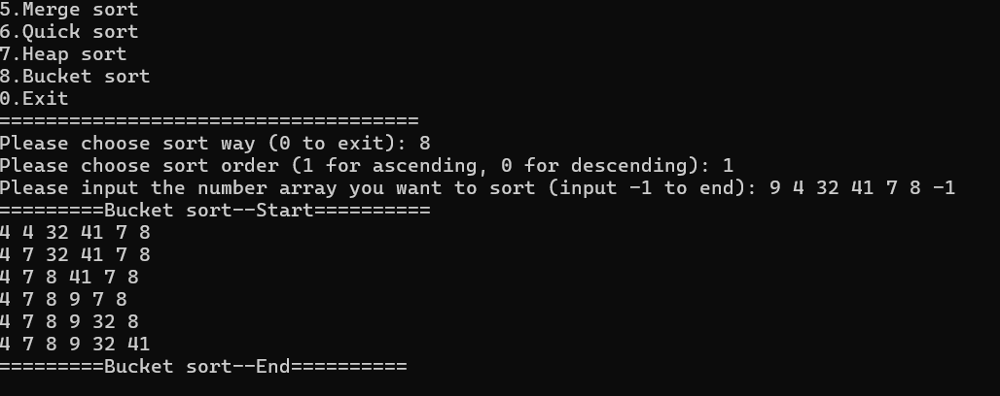 5.Merge sort
6.Quick sort
7.Heap sort
8.Bucket sort
0.Exit
====================================
Please choose sort way (0 to exit): 8
Please choose sort order (1 for ascending, 0 for descending): 1
Please input the number array you want to sort (input -1 to end): 9 4 32 41 7 8 -1
=========Bucket sort--Start==========
4 4 32 41 7 8
4 7 32 41 7 8
4 7 8 41 7 8
4 7 8 9 7 8
4 7 8 9 32 8
4 7 8 9 32 41
=========Bucket sort--End==========